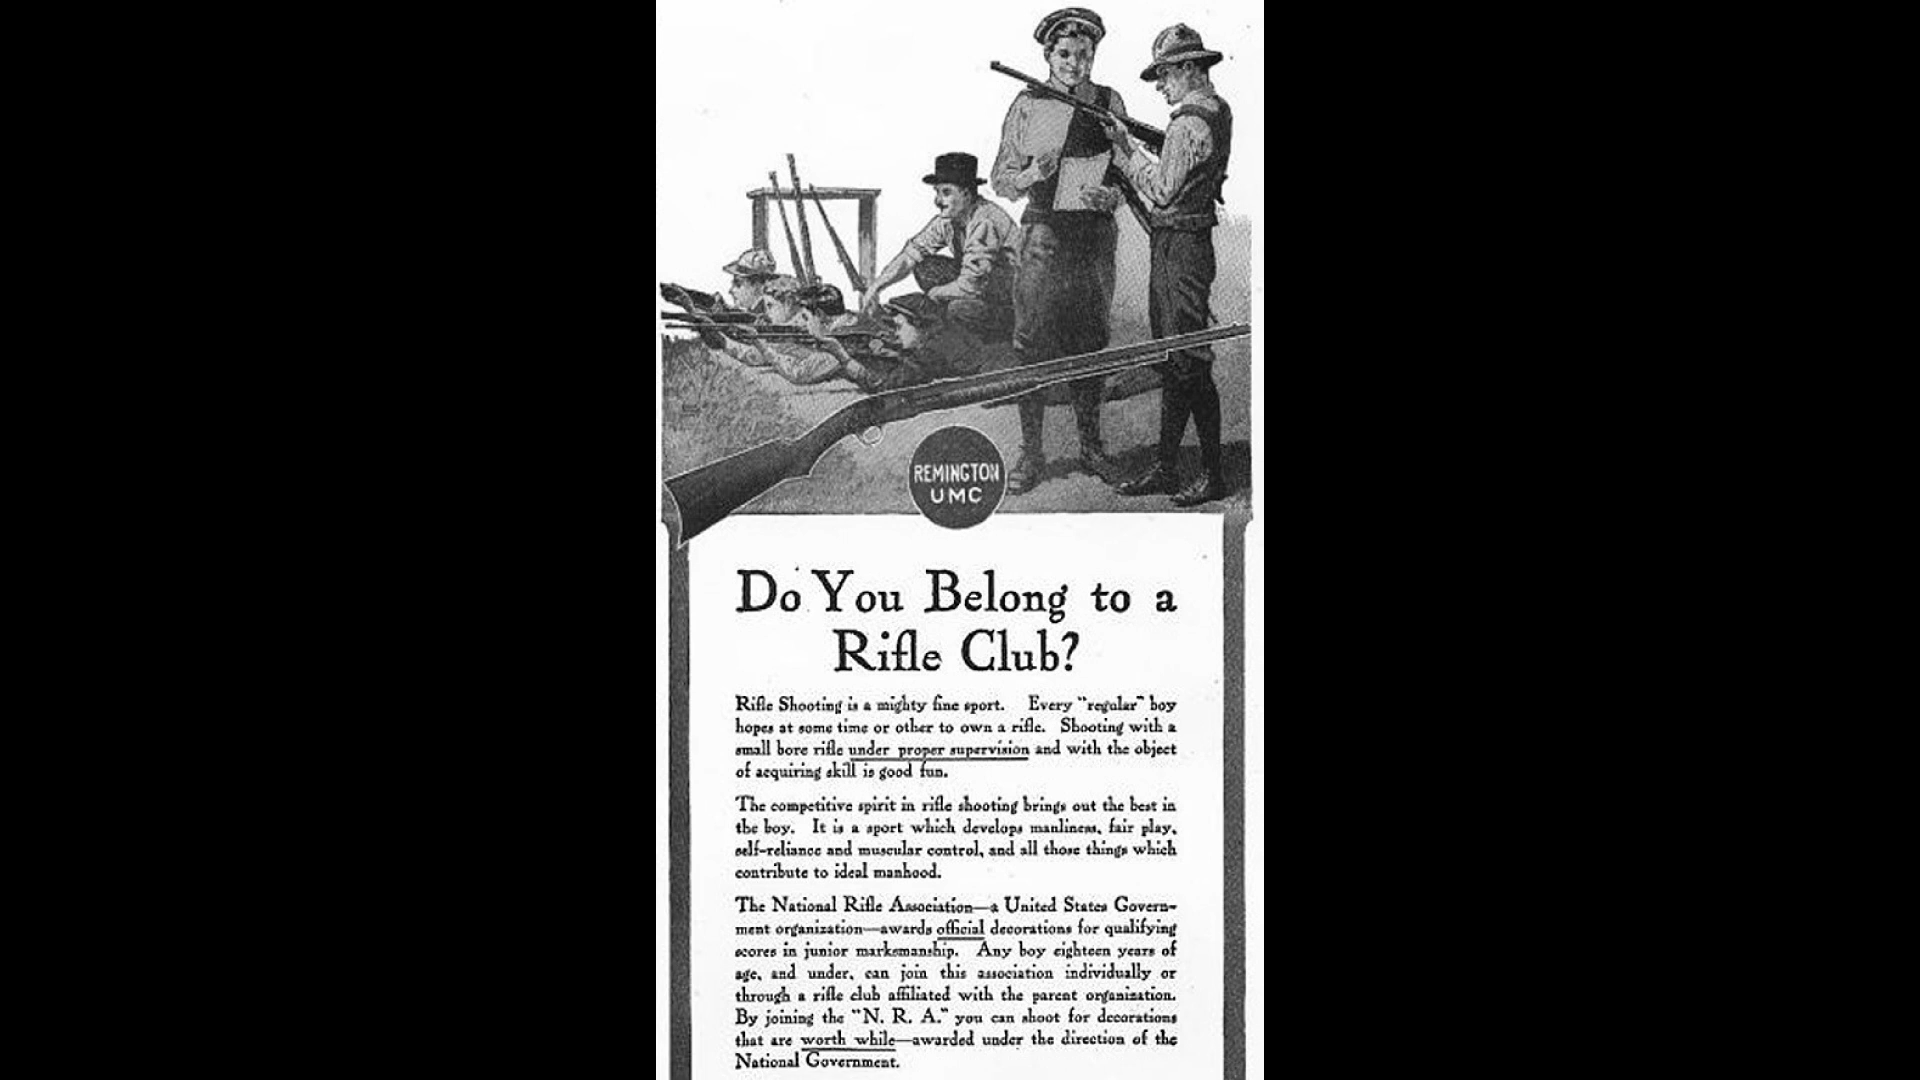 REMINGTON
UMC
Do You Belong to a
Rifle Club?
Rifle Shooting is a mighty fine sport. Every "regular" boy
hopes at some time or other to own a rifle. Shooting with a
small bore rifle under proper supervision and with the object
of acquiring skill is good fun.
The competitive spirit in rifle shooting brings out the best in
the boy. It is a sport which develops manliness, fair play,
self-reliance and muscular control, and all those things which
contribute to ideal manhood.
The National Rifle Association—a United States Govern-
ment organization—awards official decorations for qualifying
scores in junior marksmanship. Any boy eighteen years of
age, and under, can join this association individually or
through a rifle club affiliated with the parent organization.
By joining the "N. R. A." you can shoot for decorations
that are worth while—awarded under the direction of the
National Government.